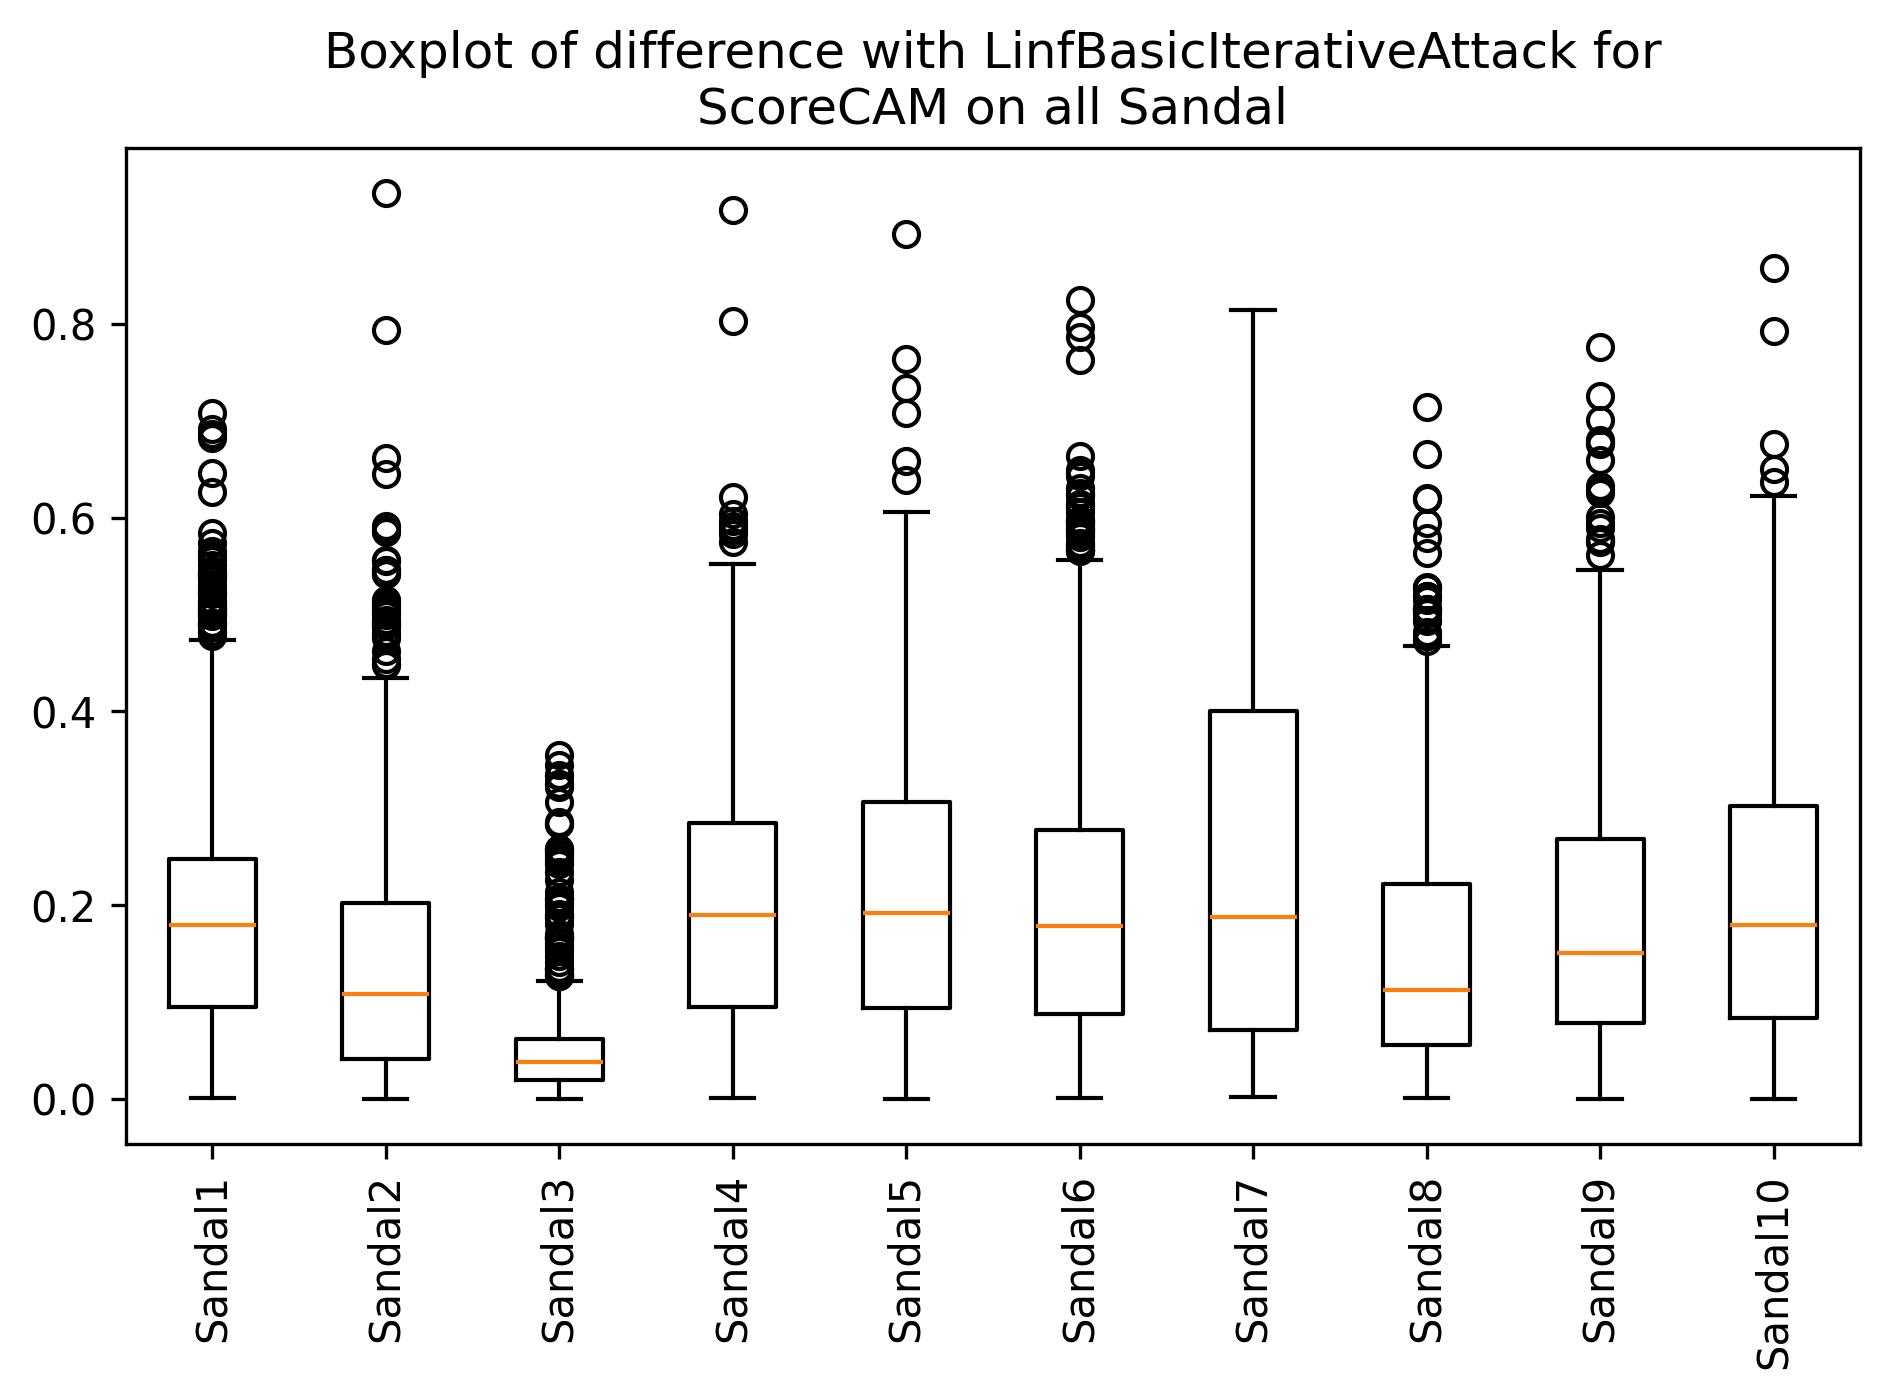 Boxplot of difference with LinfBasicIterativeAttack for
ScoreCAM on all Sandal
0.8
0.6
0.4
0.2
0.0
Sandal1
Sandal2
Sandal3
Sandal4
Sandal5
Sandal6
Sandal7
Sandal8
Sandal9
Sandal10